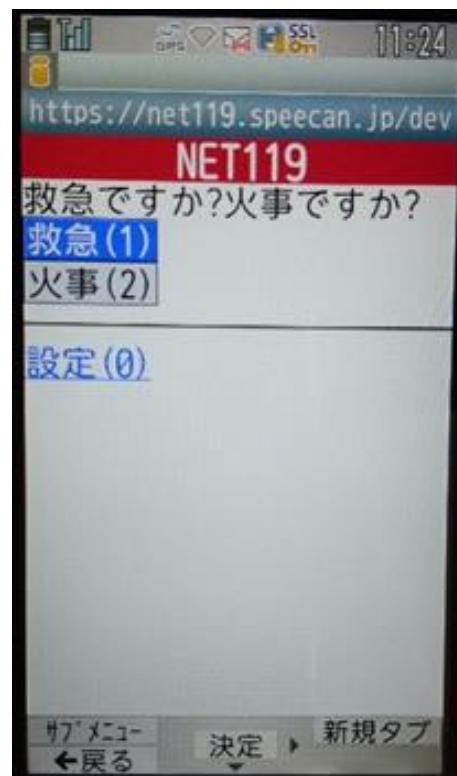 GPS SSL 11:24
https://net119.speecan.jp/dev
NET119
救急ですか?火事ですか?
救急(1)
火事(2)
設定(0)
ｻﾌﾞﾒﾆｭｰ 決定 新規タブ
←戻る